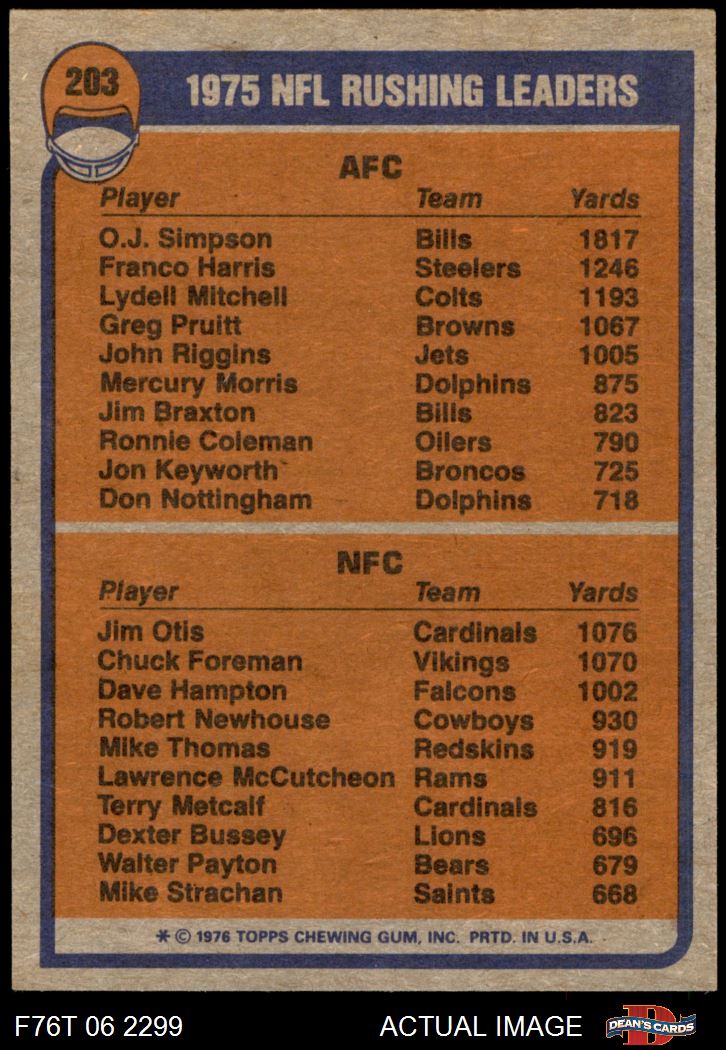 203
1975 NFL RUSHING LEADERS
AFC
Player Team Yards
O.J. Simpson Bills 1817
Franco Harris Steelers 1246
Lydell Mitchell Colts 1193
Greg Pruitt Browns 1067
John Riggins Jets 1005
Mercury Morris Dolphins 875
Jim Braxton Bills 823
Ronnie Coleman Oilers 790
Jon Keyworth Broncos 725
Don Nottingham Dolphins 718
NFC
Player Team Yards
Jim Otis Cardinals 1076
Chuck Foreman Vikings 1070
Dave Hampton Falcons 1002
Robert Newhouse Cowboys 930
Mike Thomas Redskins 919
Lawrence McCutcheon Rams 911
Terry Metcalf Cardinals 816
Dexter Bussey Lions 696
Walter Payton Bears 679
Mike Strachan Saints 668
* © 1976 TOPPS CHEWING GUM, INC. PRTD. IN U.S.A.
F76T 06 2299 ACTUAL IMAGE D DEAN'S CARDS